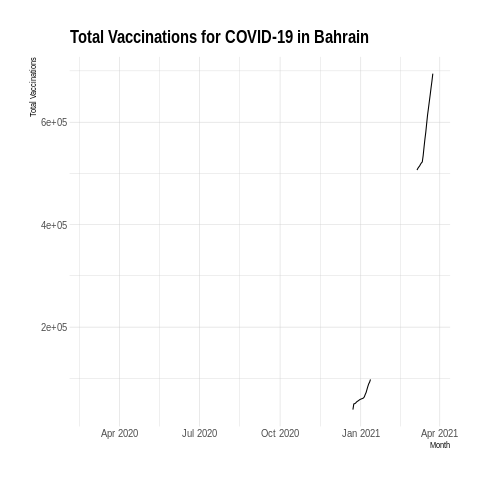 Total Vaccinations for COVID-19 in Bahrain
Total Vaccinations
6e+05
4e+05
2e+05
Apr 2020 Jul 2020 Oct 2020 Jan 2021 Apr 2021
Month